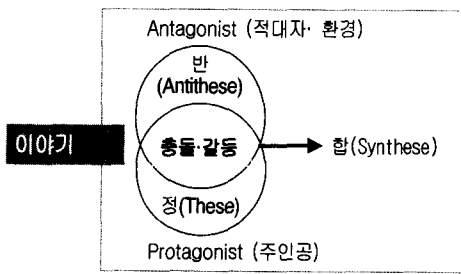 Antagonist (적대자· 환경)
반
(Antithese)
이야기
충돌·갈등
합(Synthese)
정(These)
Protagonist (주인공)